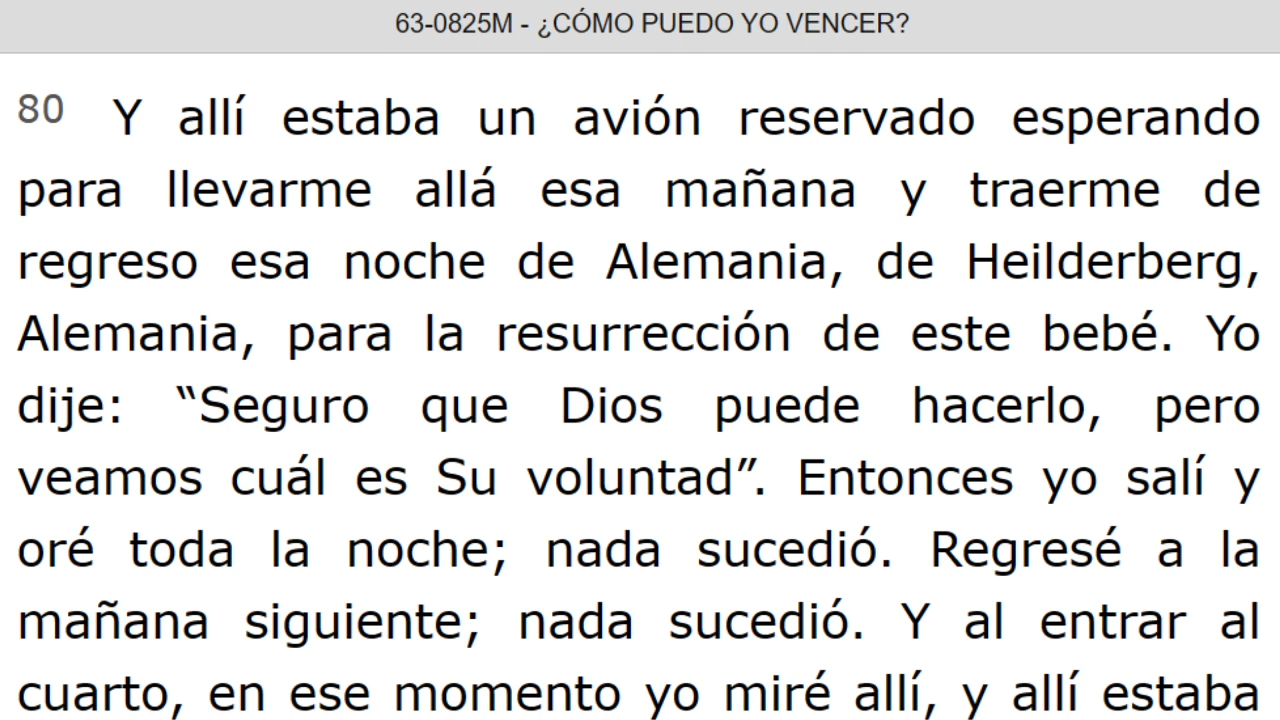 63-0825M - ¿CÓMO PUEDO YO VENCER?
80 Y allí estaba un avión reservado esperando
para llevarme allá esa mañana y traerme de
regreso esa noche de Alemania, de Heilderberg,
Alemania, para la resurrección de este bebé. Yo
dije: “Seguro que Dios puede hacerlo, pero
veamos cuál es Su voluntad”. Entonces yo salí y
oré toda la noche; nada sucedió. Regresé a la
mañana siguiente; nada sucedió. Y al entrar al
cuarto, en ese momento yo miré allí, y allí estaba